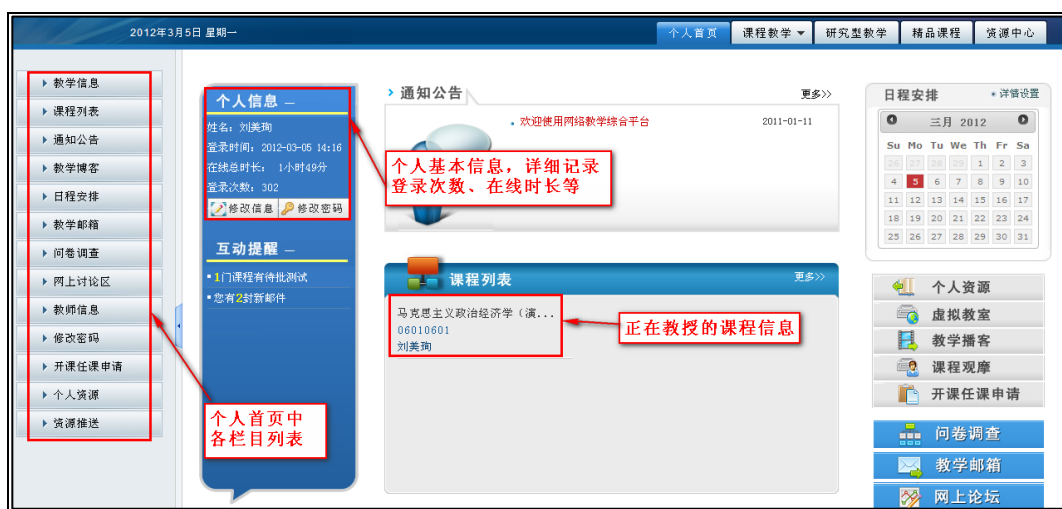 2012年3月5日 星期一
个人首页
课程教学
研究型教学
精品课程
资源中心
教学信息
课程列表
通知公告
教学博客
日程安排
教学邮箱
问卷调查
网上讨论区
教师信息
修改密码
开课任课申请
个人资源
资源推送
个人首页中
各栏目列表
个人信息
姓名：刘美珣
登录时间：2012-03-05 14:16
在线总时长： 1小时49分
登录次数：302
修改信息 修改密码
互动提醒
1门课程有待批测试
您有2封新邮件
通知公告 更多>>
欢迎使用网络教学综合平台 2011-01-11
个人基本信息，详细记录
登录次数、在线时长等
课程列表 更多>>
马克思主义政治经济学（演...
06010601
刘美珣
正在教授的课程信息
日程安排 详情设置
三月 2012
Su Mo Tu We Th Fr Sa
26 27 28 29 1 2 3
4 5 6 7 8 9 10
11 12 13 14 15 16 17
18 19 20 21 22 23 24
25 26 27 28 29 30 31
个人资源
虚拟教室
教学播客
课程观摩
开课任课申请
问卷调查
教学邮箱
网上论坛